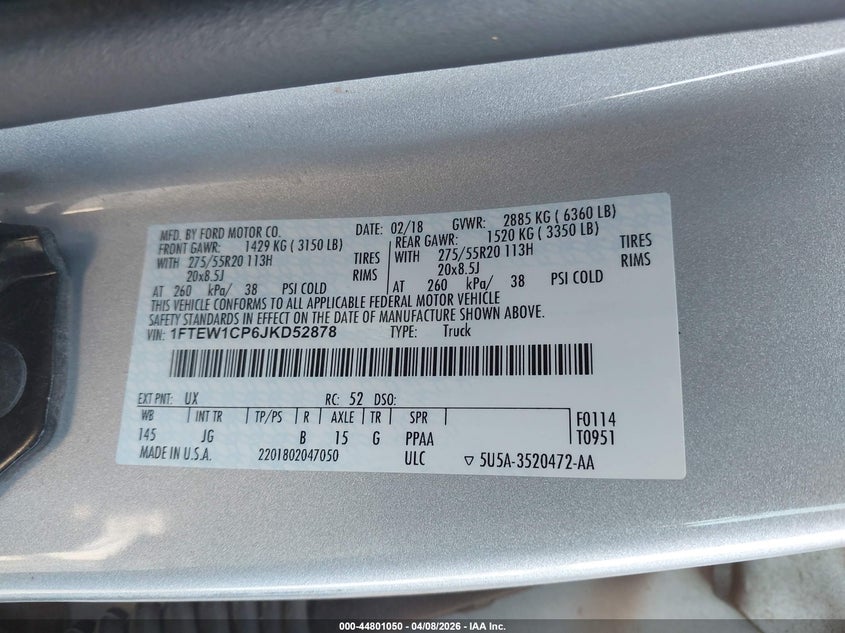 MFD. BY FORD MOTOR CO. DATE: 02/18 GVWR: 2885 KG ( 6360 LB)
FRONT GAWR: 1429 KG ( 3150 LB) REAR GAWR: 1520 KG ( 3350 LB)
WITH 275/55R20 113H TIRES WITH 275/55R20 113H TIRES
20x8.5J RIMS 20x8.5J RIMS
AT 260 kPa/ 38 PSI COLD AT 260 kPa/ 38 PSI COLD
THIS VEHICLE CONFORMS TO ALL APPLICABLE FEDERAL MOTOR VEHICLE
SAFETY STANDARDS IN EFFECT ON THE DATE OF MANUFACTURE SHOWN ABOVE.
VIN: 1FTEW1CP6JKD52878 TYPE: Truck
EXT PNT: UX RC: 52 DSO:
WB INT TR TP/PS R AXLE TR SPR F0114
145 JG B 15 G PPAA T0951
MADE IN U.S.A. 2201802047050 ULC ▽ 5U5A-3520472-AA
000-44801050 - 04/08/2026 - IAA Inc.